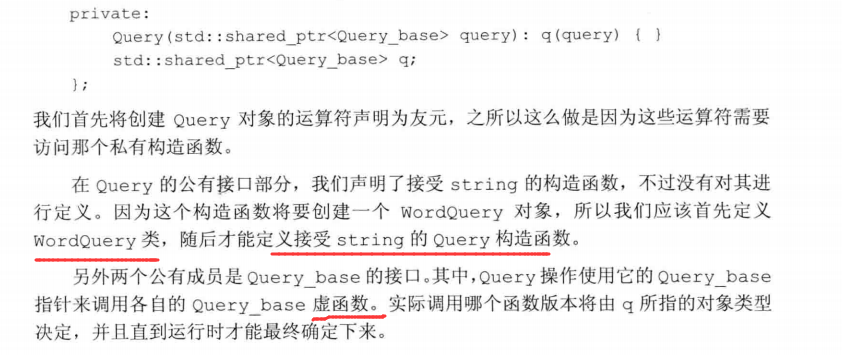 private:
Query(std::shared_ptr<Query_base> query): q(query) { }
std::shared_ptr<Query_base> q;
};
我们首先将创建 Query 对象的运算符声明为友元，之所以这么做是因为这些运算符需要
访问那个私有构造函数。
在 Query 的公有接口部分，我们声明了接受 string 的构造函数，不过没有对其进
行定义。因为这个构造函数将要创建一个 WordQuery 对象，所以我们应该首先定义
WordQuery 类，随后才能定义接受 string 的 Query 构造函数。
另外两个公有成员是 Query_base 的接口。其中，Query 操作使用它的 Query_base
指针来调用各自的 Query_base 虚函数。实际调用哪个函数版本将由 q 所指的对象类型
决定，并且直到运行时才能最终确定下来。